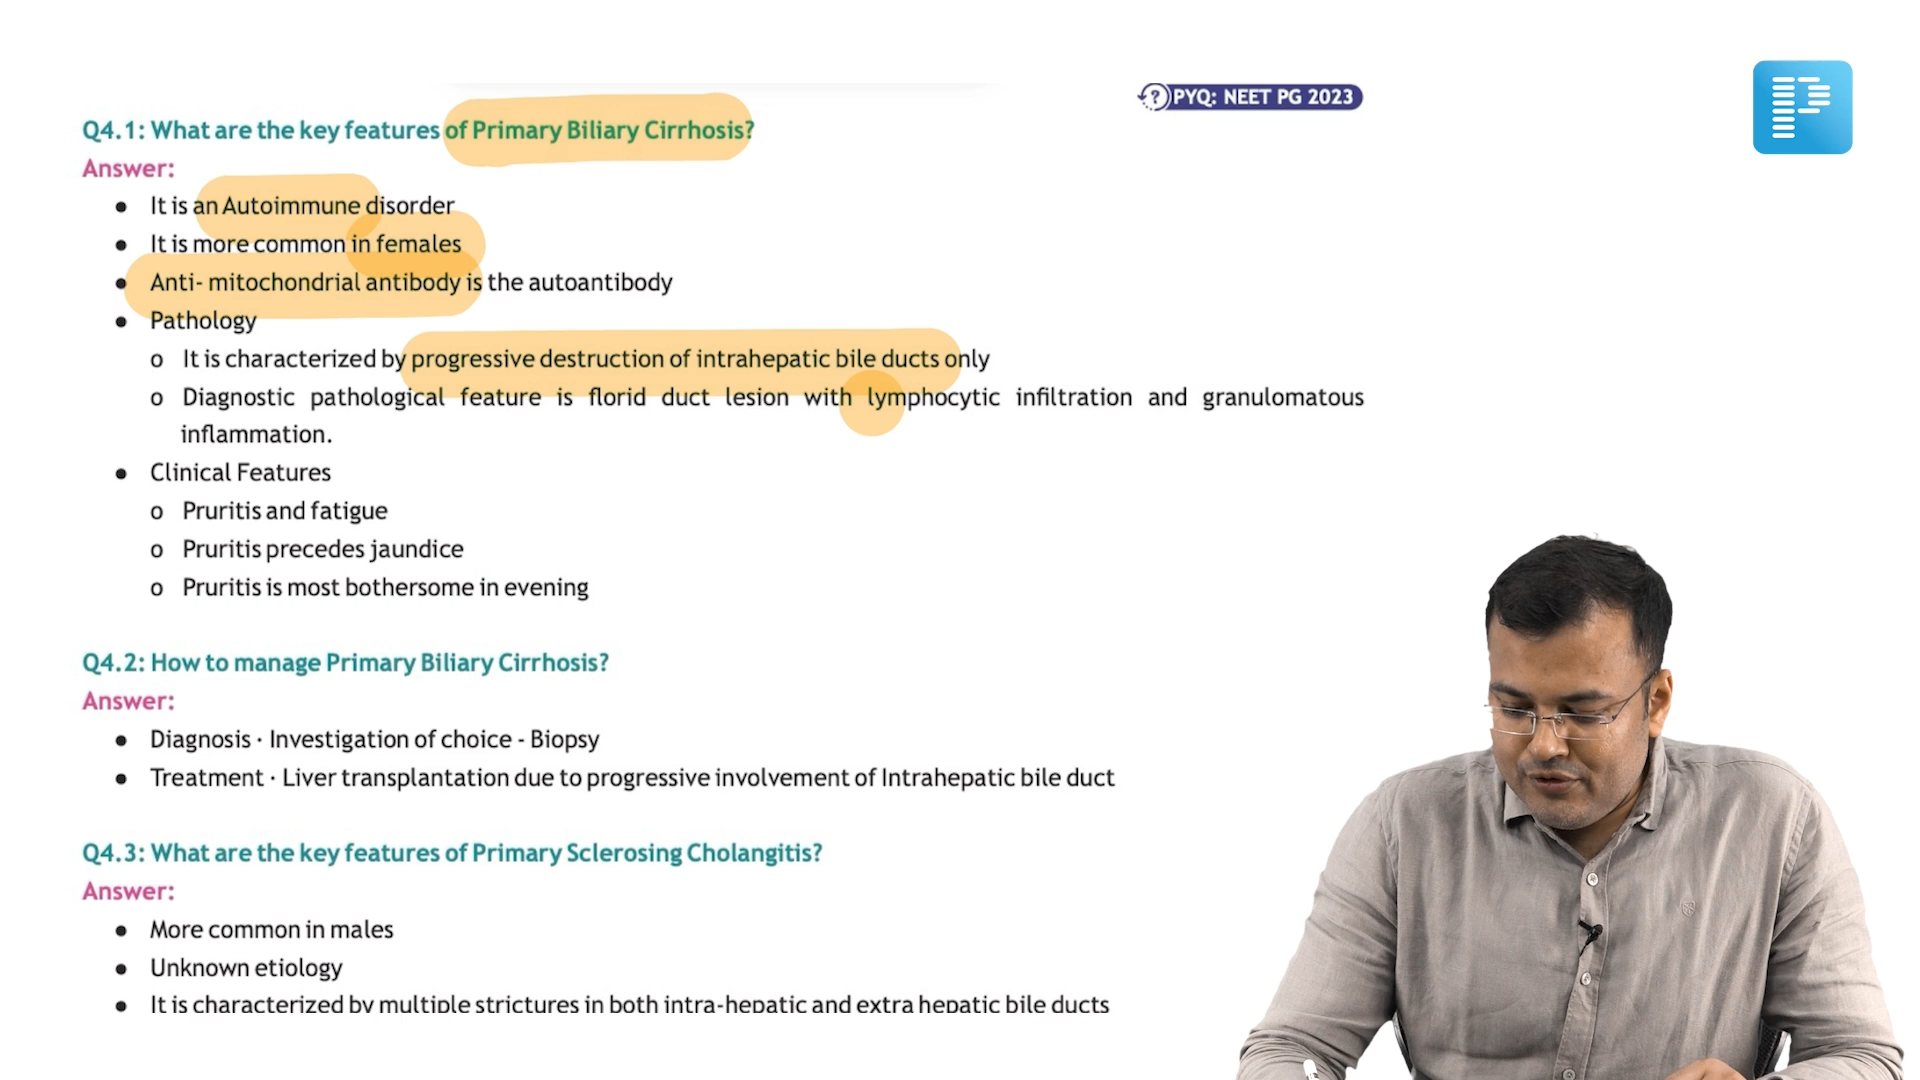 PYQ: NEET PG 2023
Q4.1: What are the key features of Primary Biliary Cirrhosis?
Answer:
● It is an Autoimmune disorder
● It is more common in females
● Anti- mitochondrial antibody is the autoantibody
● Pathology
o It is characterized by progressive destruction of intrahepatic bile ducts only
o Diagnostic pathological feature is florid duct lesion with lymphocytic infiltration and granulomatous
inflammation.
● Clinical Features
o Pruritis and fatigue
o Pruritis precedes jaundice
o Pruritis is most bothersome in evening
Q4.2: How to manage Primary Biliary Cirrhosis?
Answer:
● Diagnosis · Investigation of choice - Biopsy
● Treatment · Liver transplantation due to progressive involvement of Intrahepatic bile duct
Q4.3: What are the key features of Primary Sclerosing Cholangitis?
Answer:
● More common in males
● Unknown etiology
● It is characterized by multiple strictures in both intra-hepatic and extra hepatic bile ducts